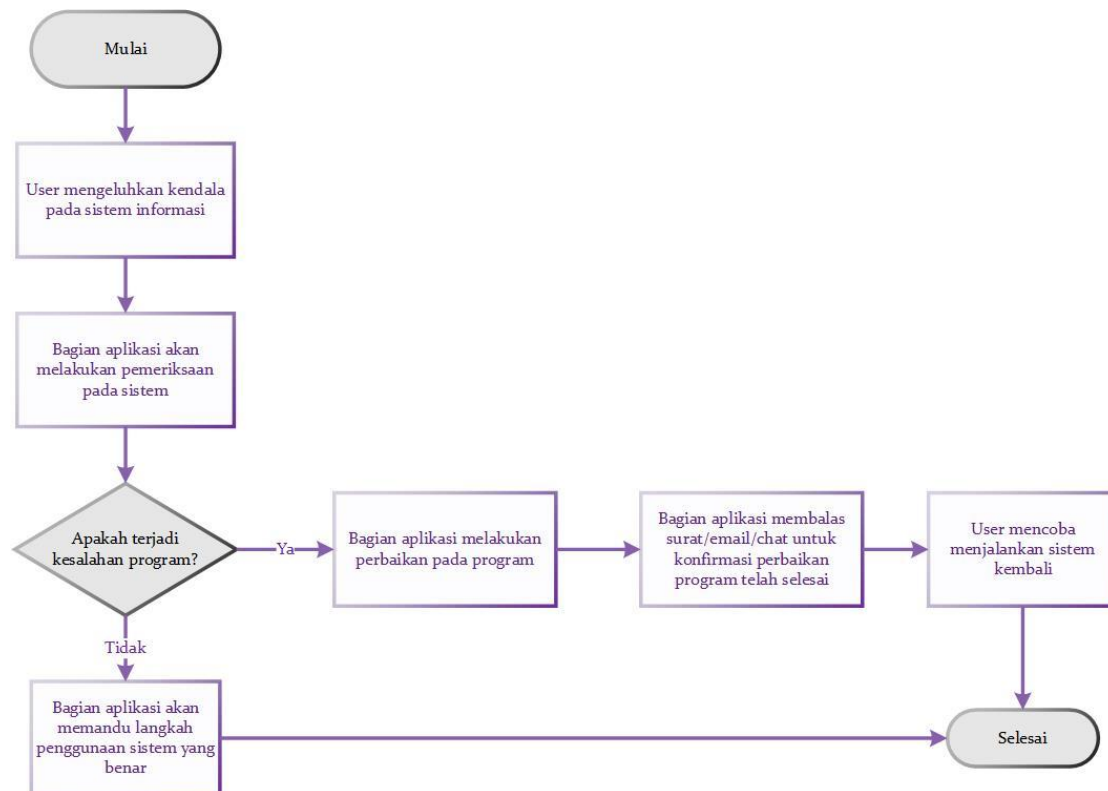 Mulai
User mengeluhkan kendala
pada sistem informasi
Bagian aplikasi akan
melakukan pemeriksaan
pada sistem
Apakah terjadi
kesalahan program?
Ya
Bagian aplikasi melakukan
perbaikan pada program
Bagian aplikasi membalas
surat/email/chat untuk
konfirmasi perbaikan
program telah selesai
User mencoba
menjalankan sistem
kembali
Tidak
Bagian aplikasi akan
memandu langkah
penggunaan sistem yang
benar
Selesai